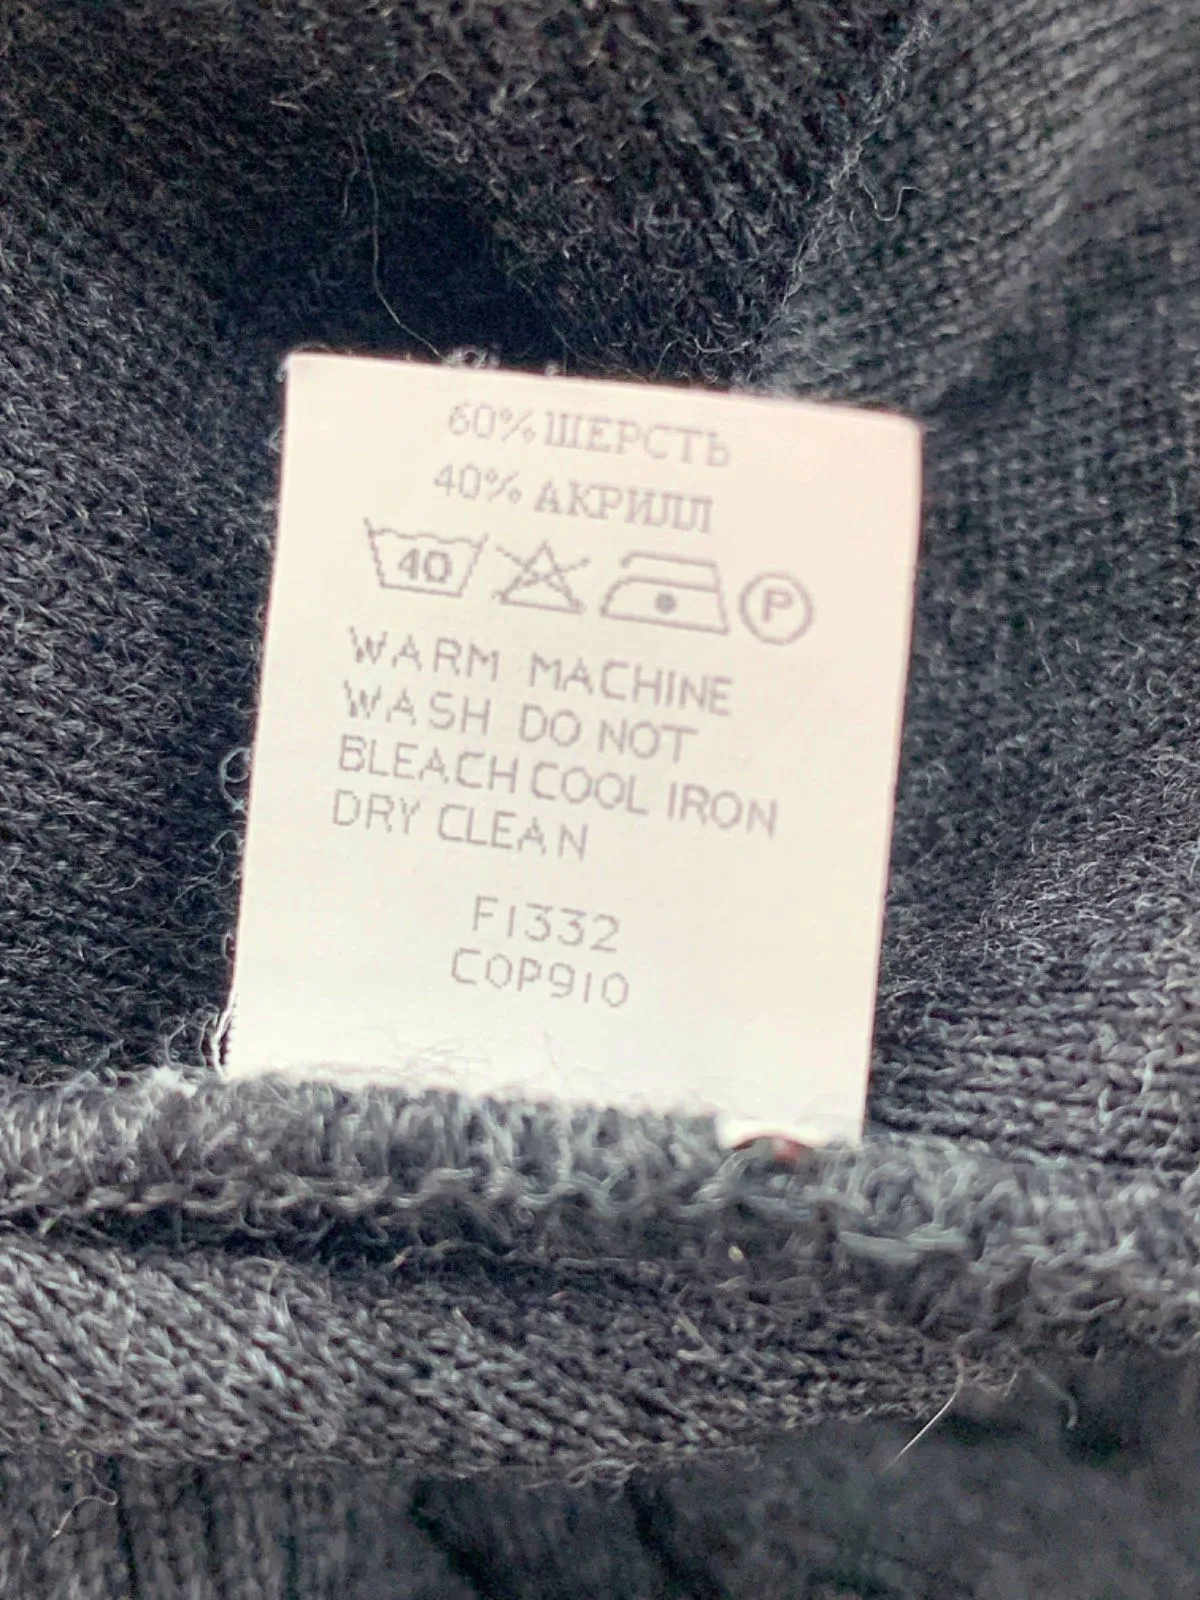 60% ШЕРСТЬ
40% АКРИЛЛ
40 P
WARM MACHINE
WASH DO NOT
BLEACH COOL IRON
DRY CLEAN
F1332
COP910